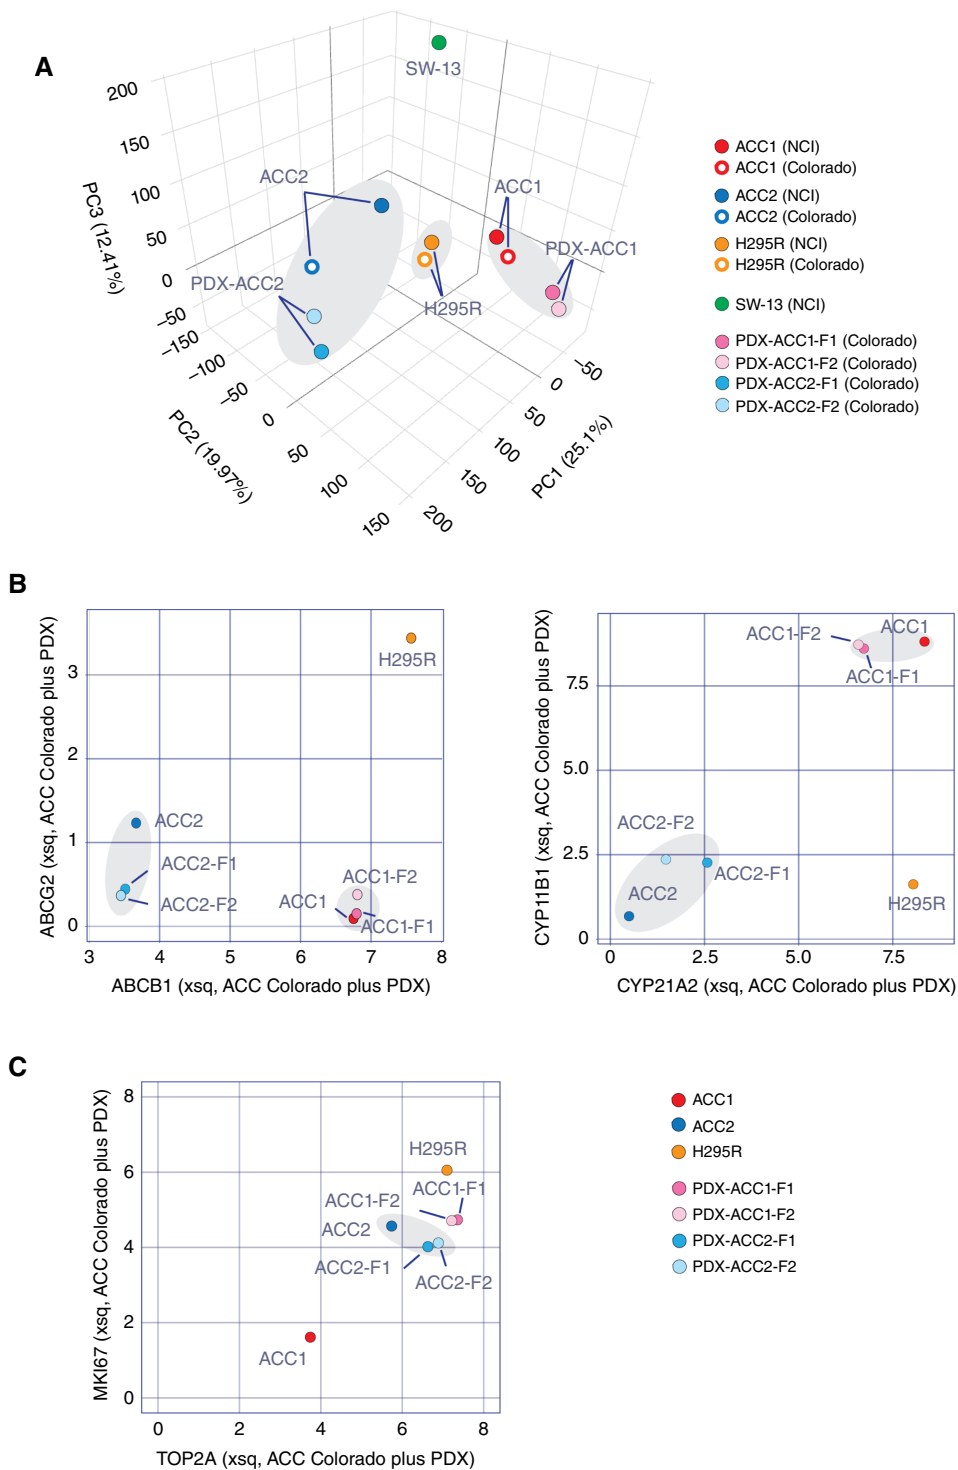 A
SW-13
200
150
100
50
0
−50
PC3 (12.41%)
−150
−100
−50
0
50
100
150
PC2 (19.97%)
−50
0
50
100
150
200
PC1 (25.1%)
ACC2
ACC1
PDX-ACC1
PDX-ACC2
H295R
ACC1 (NCI)
ACC1 (Colorado)
ACC2 (NCI)
ACC2 (Colorado)
H295R (NCI)
H295R (Colorado)
SW-13 (NCI)
PDX-ACC1-F1 (Colorado)
PDX-ACC1-F2 (Colorado)
PDX-ACC2-F1 (Colorado)
PDX-ACC2-F2 (Colorado)
B
ABCG2 (xsq, ACC Colorado plus PDX)
3
2
1
0
H295R
ACC2
ACC2-F1
ACC2-F2
ACC1-F2
ACC1
ACC1-F1
3
4
5
6
7
8
ABCB1 (xsq, ACC Colorado plus PDX)
CYP11B1 (xsq, ACC Colorado plus PDX)
7.5
5.0
2.5
0
ACC1-F2
ACC1
ACC1-F1
ACC2-F2
ACC2-F1
ACC2
H295R
0
2.5
5.0
7.5
CYP21A2 (xsq, ACC Colorado plus PDX)
C
MKI67 (xsq, ACC Colorado plus PDX)
8
6
4
2
0
H295R
ACC1-F1
ACC1-F2
ACC2
ACC2-F1
ACC2-F2
ACC1
0
2
4
6
8
TOP2A (xsq, ACC Colorado plus PDX)
ACC1
ACC2
H295R
PDX-ACC1-F1
PDX-ACC1-F2
PDX-ACC2-F1
PDX-ACC2-F2